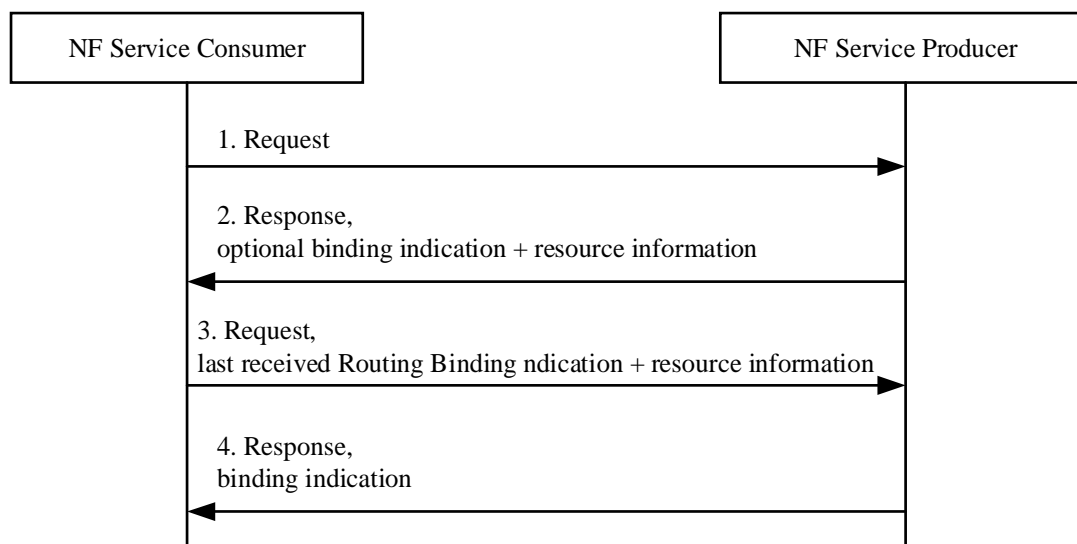 NF Service Consumer
NF Service Producer
1. Request
2. Response,
optional binding indication + resource information
3. Request,
last received Routing Binding ndication + resource information
4. Response,
binding indication